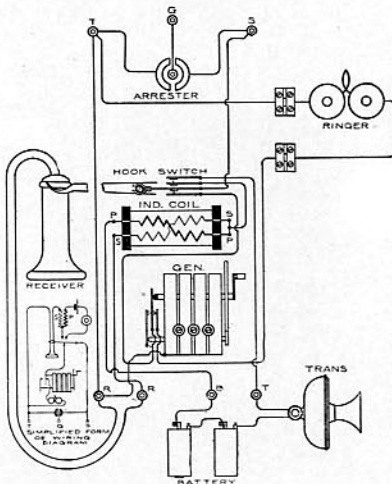 G
T
S
ARRESTER
RINGER
HOOK SWITCH
IND. COIL
P
S
S
P
GEN.
RECEIVER
P
R
R
B
T
TRANS
T
G
S
SIMPLIFIED FORM
OF WIRING
DIAGRAM
BATTERY